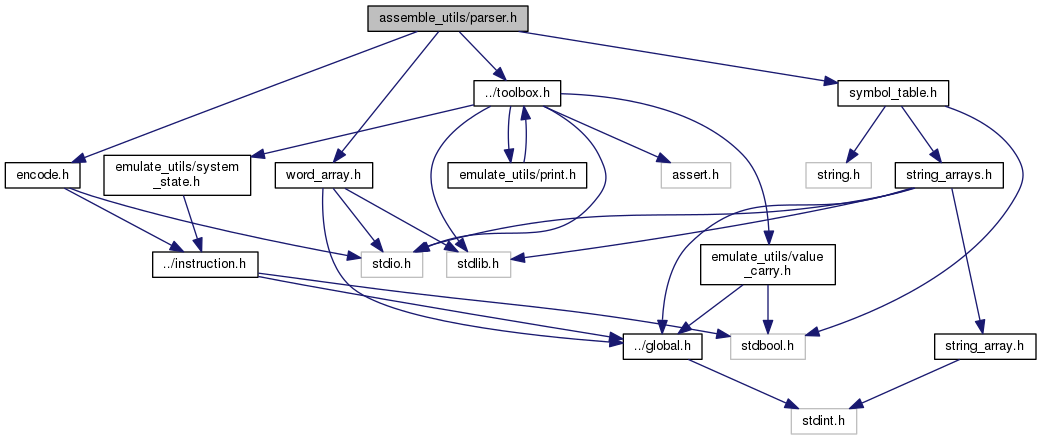 assemble_utils/parser.h
../toolbox.h
symbol_table.h
encode.h
emulate_utils/system
_state.h
word_array.h
emulate_utils/print.h
assert.h
string.h
string_arrays.h
../instruction.h
stdio.h
stdlib.h
emulate_utils/value
_carry.h
../global.h
stdbool.h
string_array.h
stdint.h